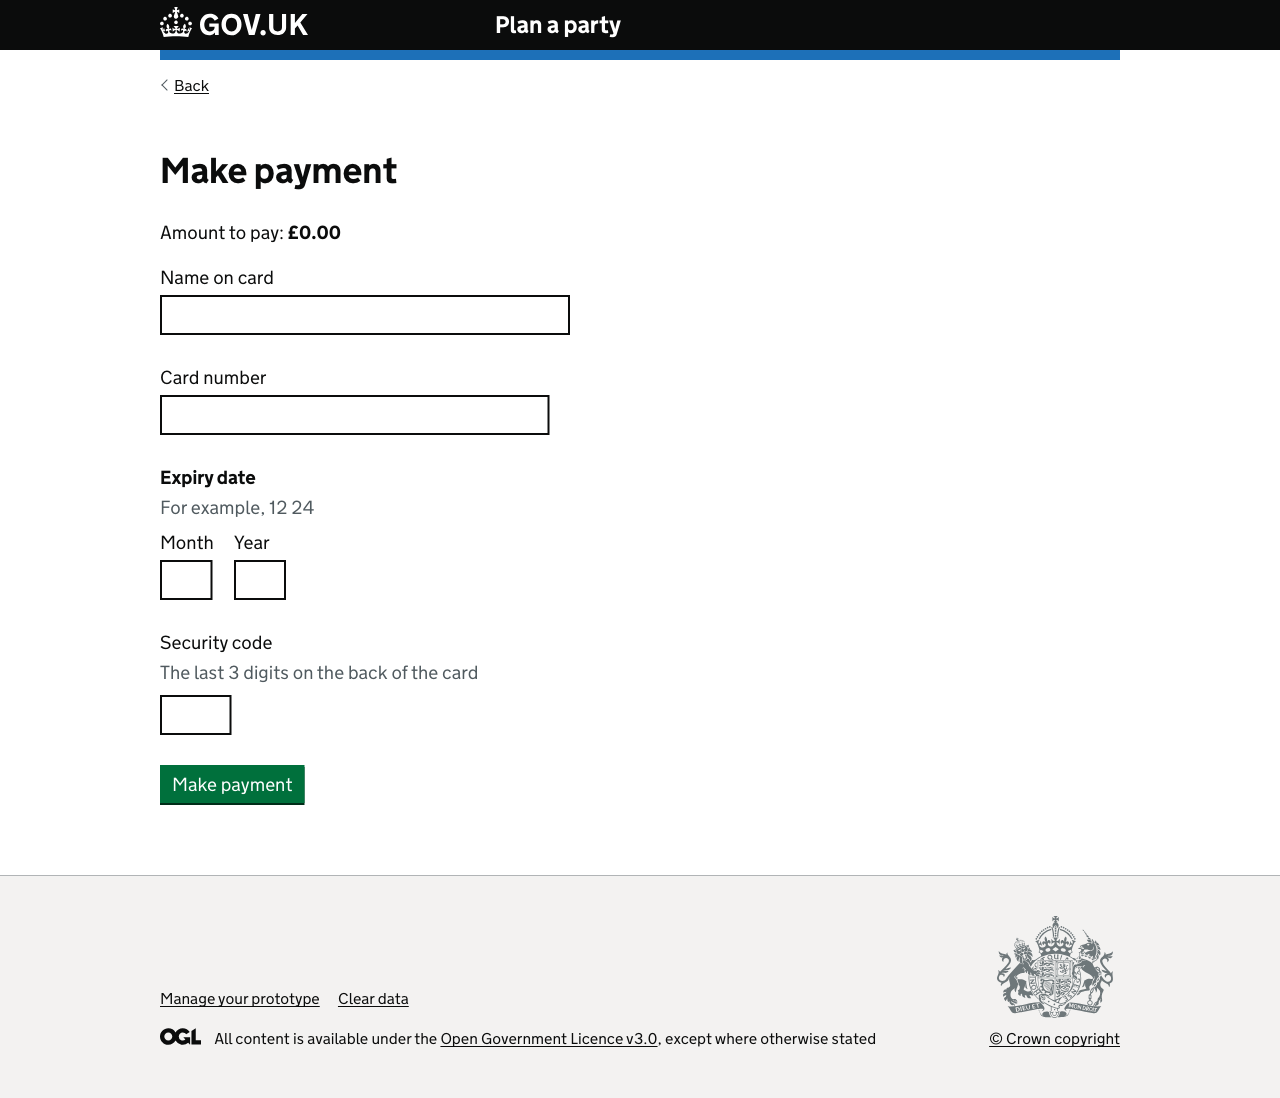 GOV.UK
Plan a party
Back
Make payment
Amount to pay: £0.00
Name on card
Card number
Expiry date
For example, 12 24
Month Year
Security code
The last 3 digits on the back of the card
Make payment
Manage your prototype Clear data
OGL All content is available under the Open Government Licence v3.0, except where otherwise stated
© Crown copyright